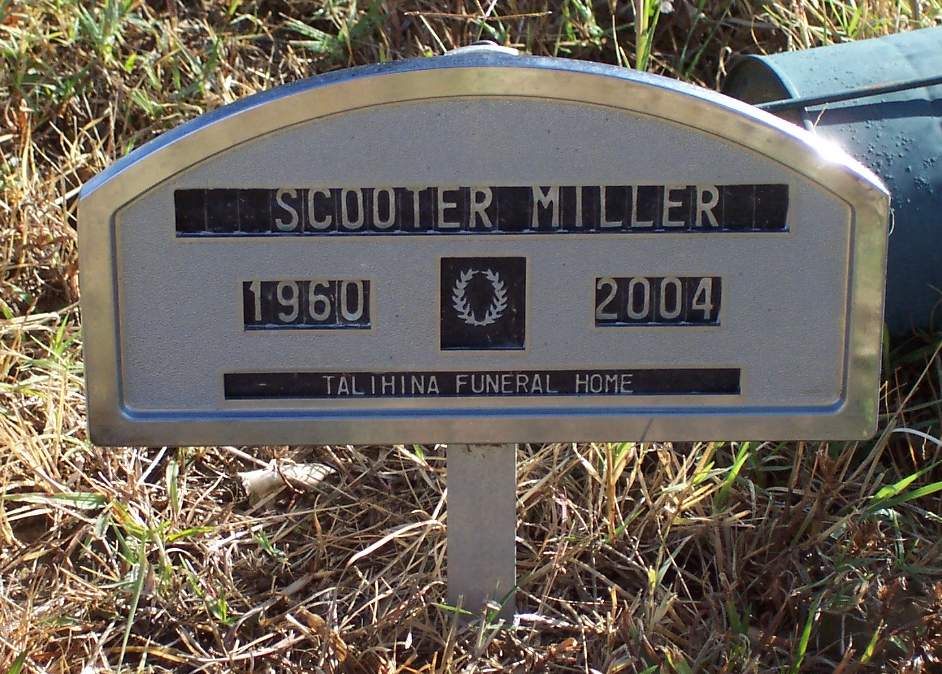 SCOOTER MILLER
1960 2004
TALIHINA FUNERAL HOME